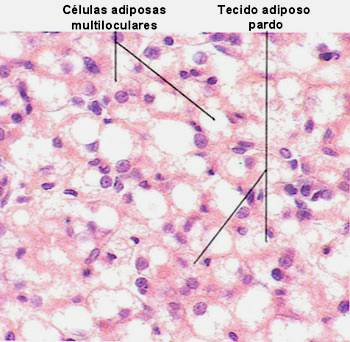 Células adiposas
multiloculares
Tecido adiposo
pardo